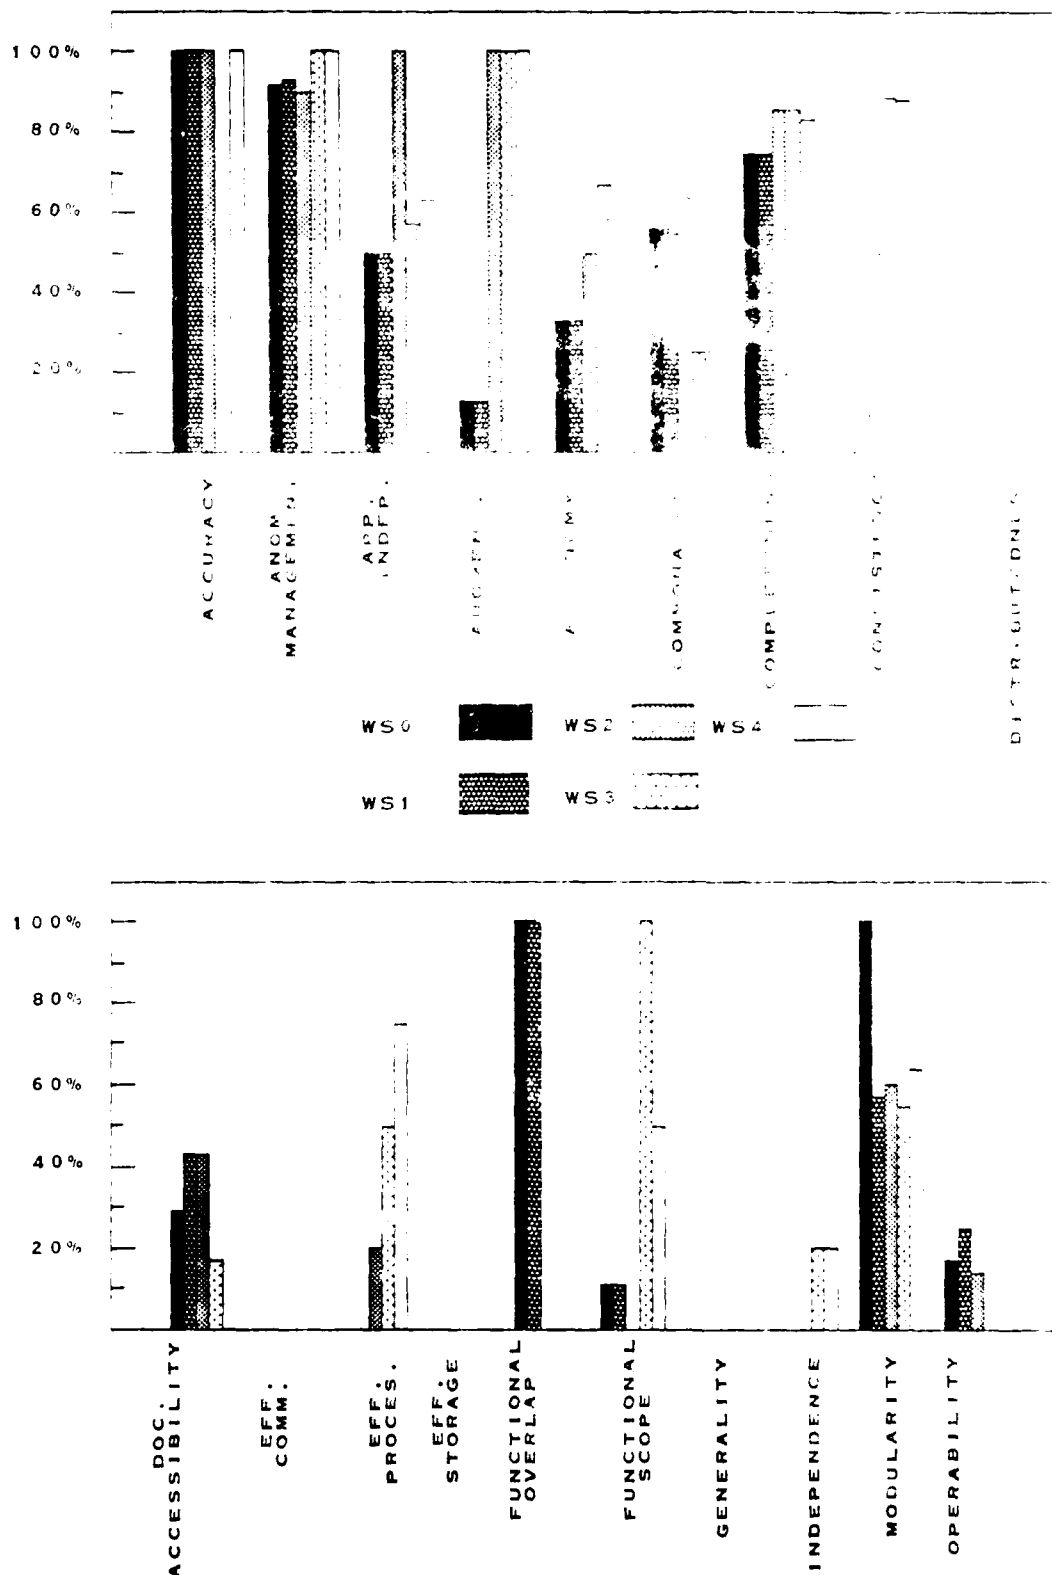 100%
80%
60%
40%
20%
ACCURACY
ANOM
MANAGEMENT
APP.
INDEP.
WS0
WS2
WS4
WS1
WS3
100%
80%
60%
40%
20%
DOC.
ACCESSIBILITY
EFF.
COMM.
EFF.
PROCES.
EFF.
STORAGE
FUNCTIONAL
OVERLAP
FUNCTIONAL
SCOPE
GENERALITY
INDEPENDENCE
MODULARITY
OPERABILITY